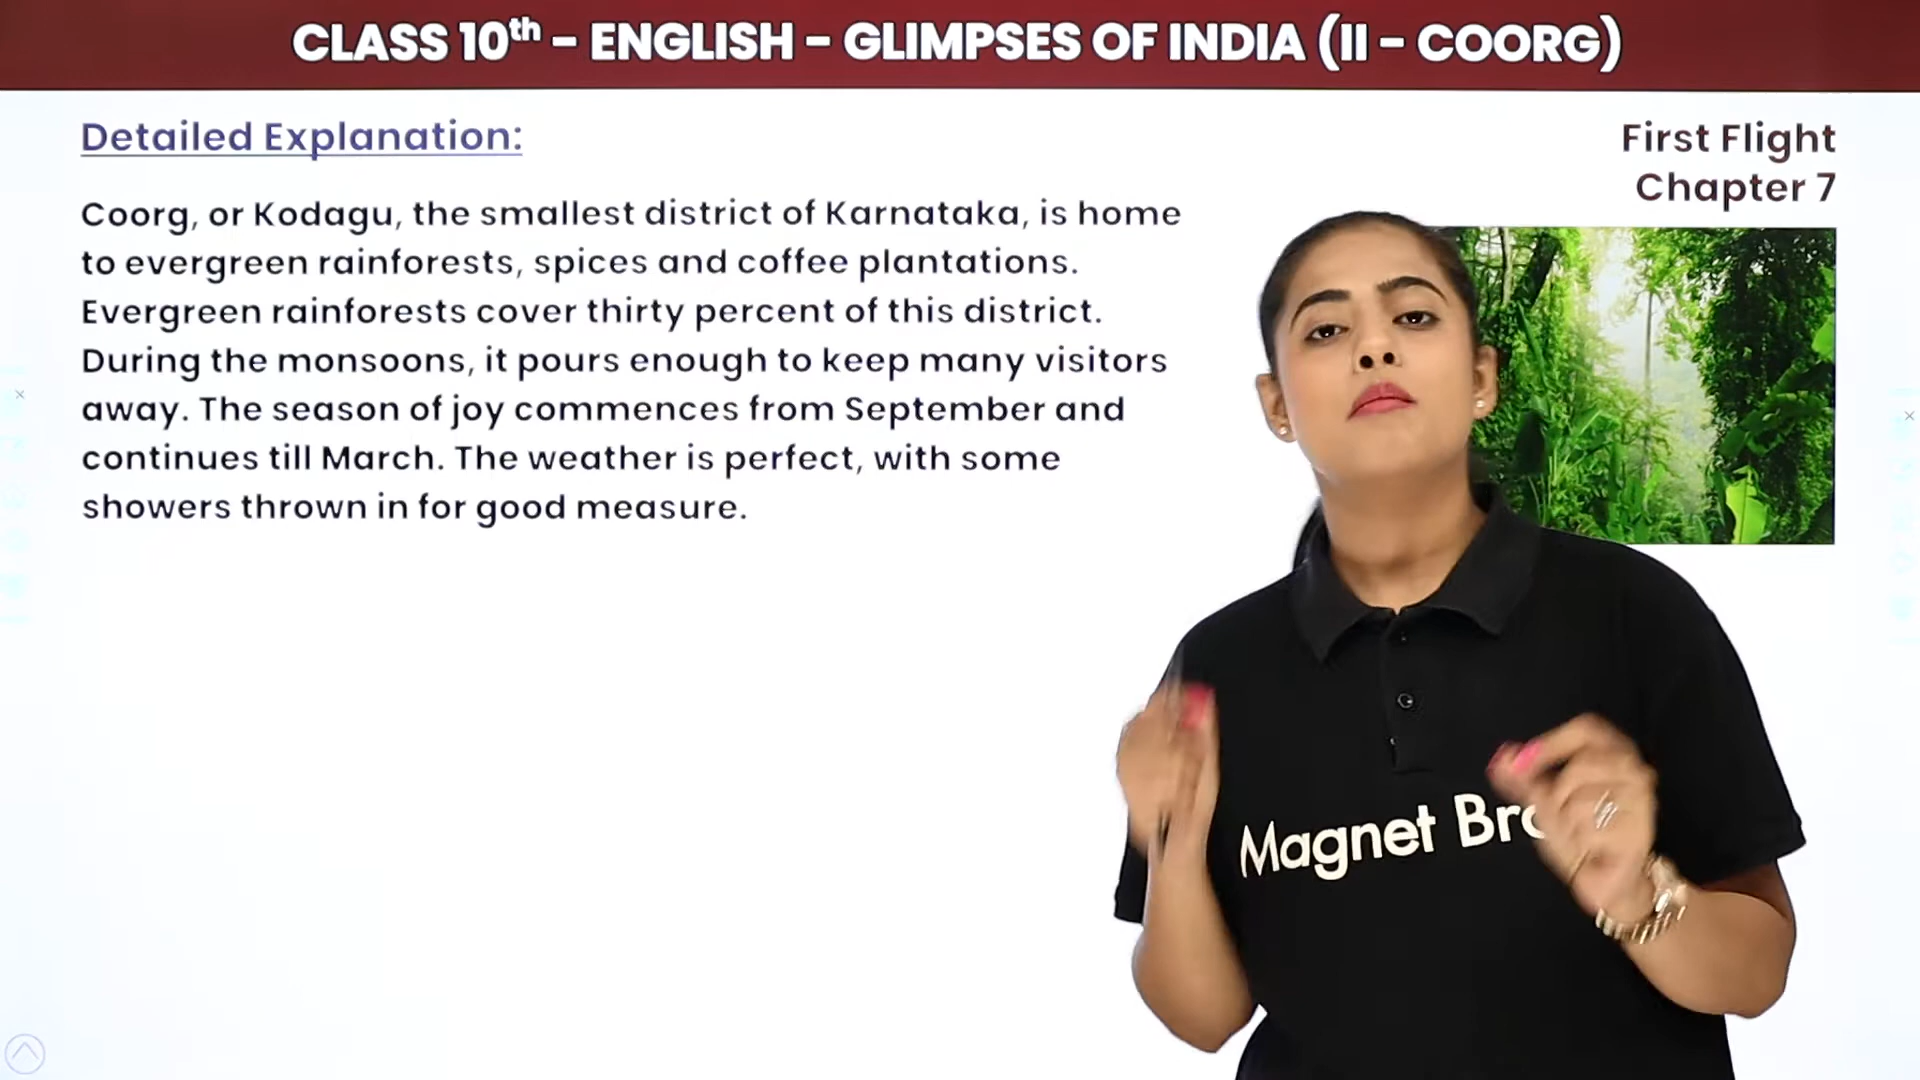 CLASS 10th – ENGLISH – GLIMPSES OF INDIA (II – COORG)
Detailed Explanation:
First Flight
Chapter 7
Coorg, or Kodagu, the smallest district of Karnataka, is home
to evergreen rainforests, spices and coffee plantations.
Evergreen rainforests cover thirty percent of this district.
During the monsoons, it pours enough to keep many visitors
away. The season of joy commences from September and
continues till March. The weather is perfect, with some
showers thrown in for good measure.
Magnet Bro